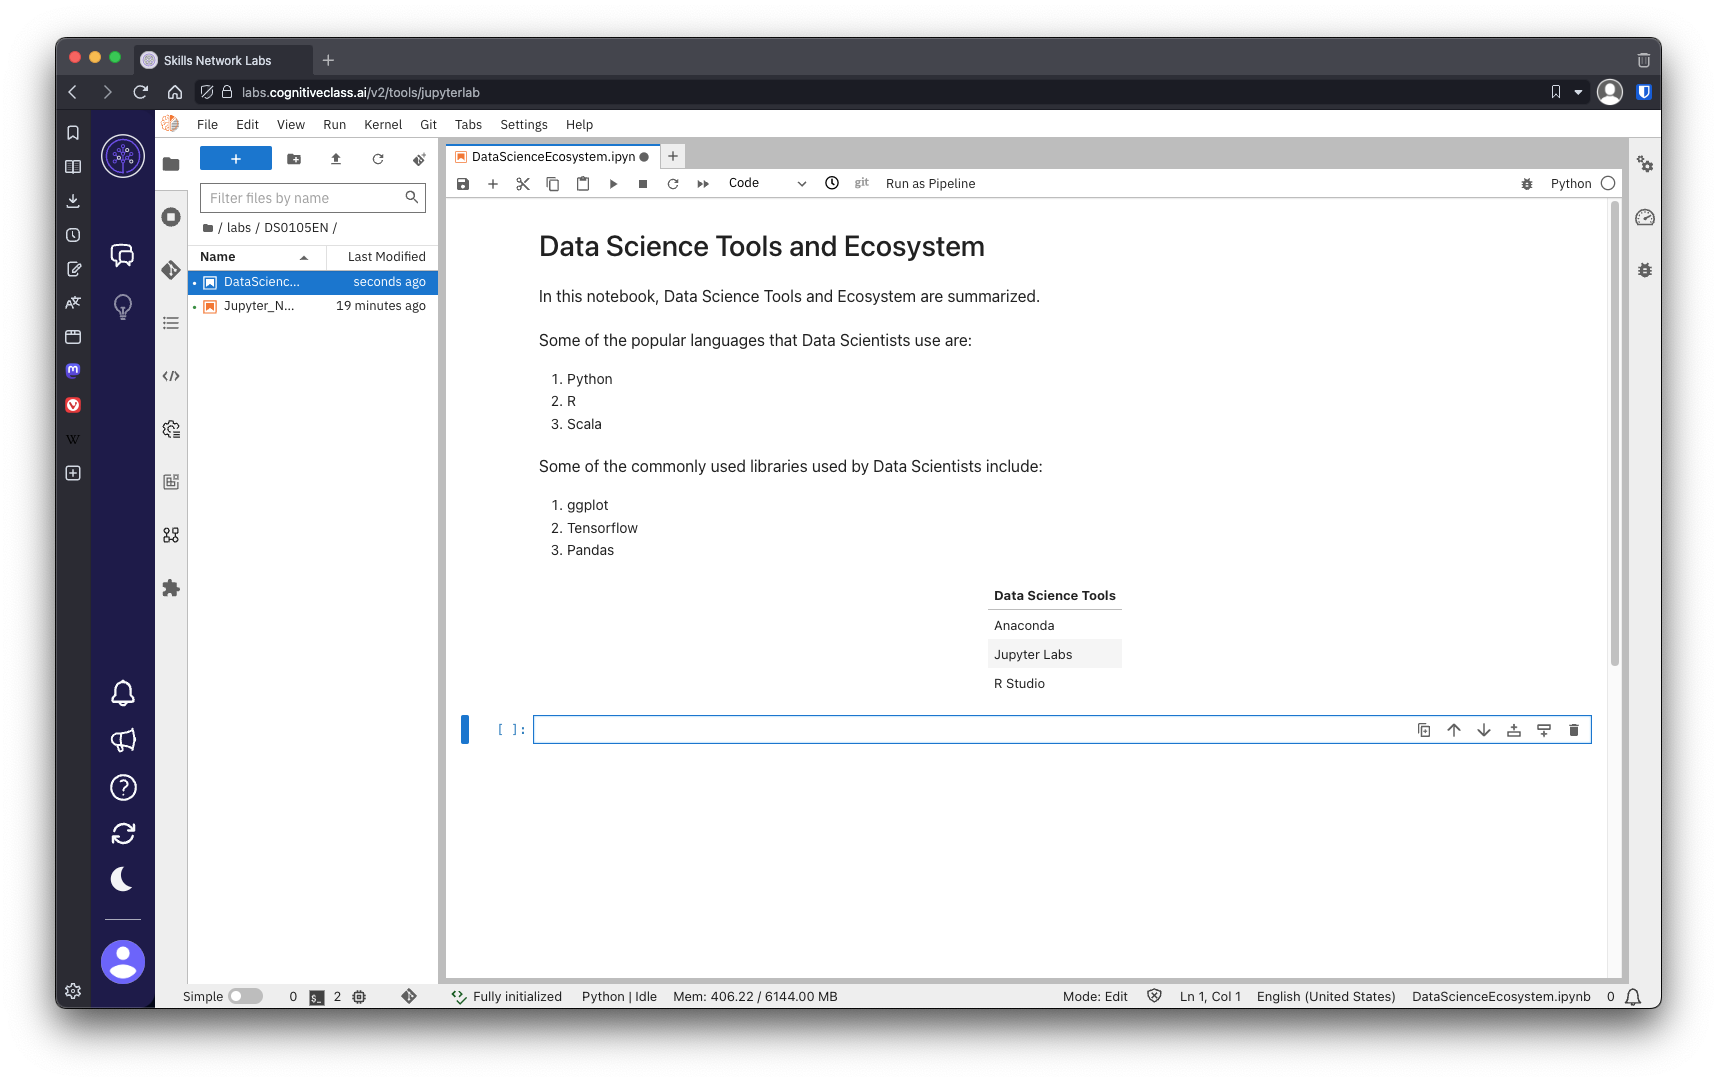 Skills Network Labs
labs.cognitiveclass.ai/v2/tools/jupyterlab
File Edit View Run Kernel Git Tabs Settings Help
DataScienceEcosystem.ipyn
Code git Run as Pipeline Python
Filter files by name
/ labs / DS0105EN /
Name Last Modified
DataScienc... seconds ago
Jupyter_N... 19 minutes ago
Data Science Tools and Ecosystem
In this notebook, Data Science Tools and Ecosystem are summarized.
Some of the popular languages that Data Scientists use are:
1. Python
2. R
3. Scala
Some of the commonly used libraries used by Data Scientists include:
1. ggplot
2. Tensorflow
3. Pandas
Data Science Tools
Anaconda
Jupyter Labs
R Studio
[ ]:
W
Simple 0 $_ 2 Fully initialized Python | Idle Mem: 406.22 / 6144.00 MB Mode: Edit Ln 1, Col 1 English (United States) DataScienceEcosystem.ipynb 0